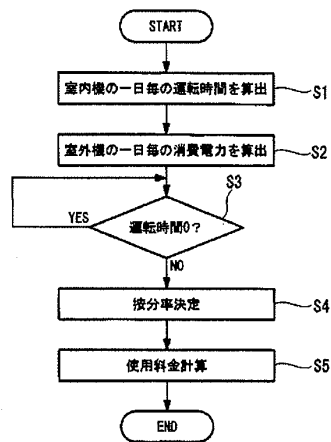 START
室内機の一日毎の運転時間を算出
S1
室外機の一日毎の消費電力を算出
S2
S3
YES
運転時間0?
NO
按分率決定
S4
使用料金計算
S5
END